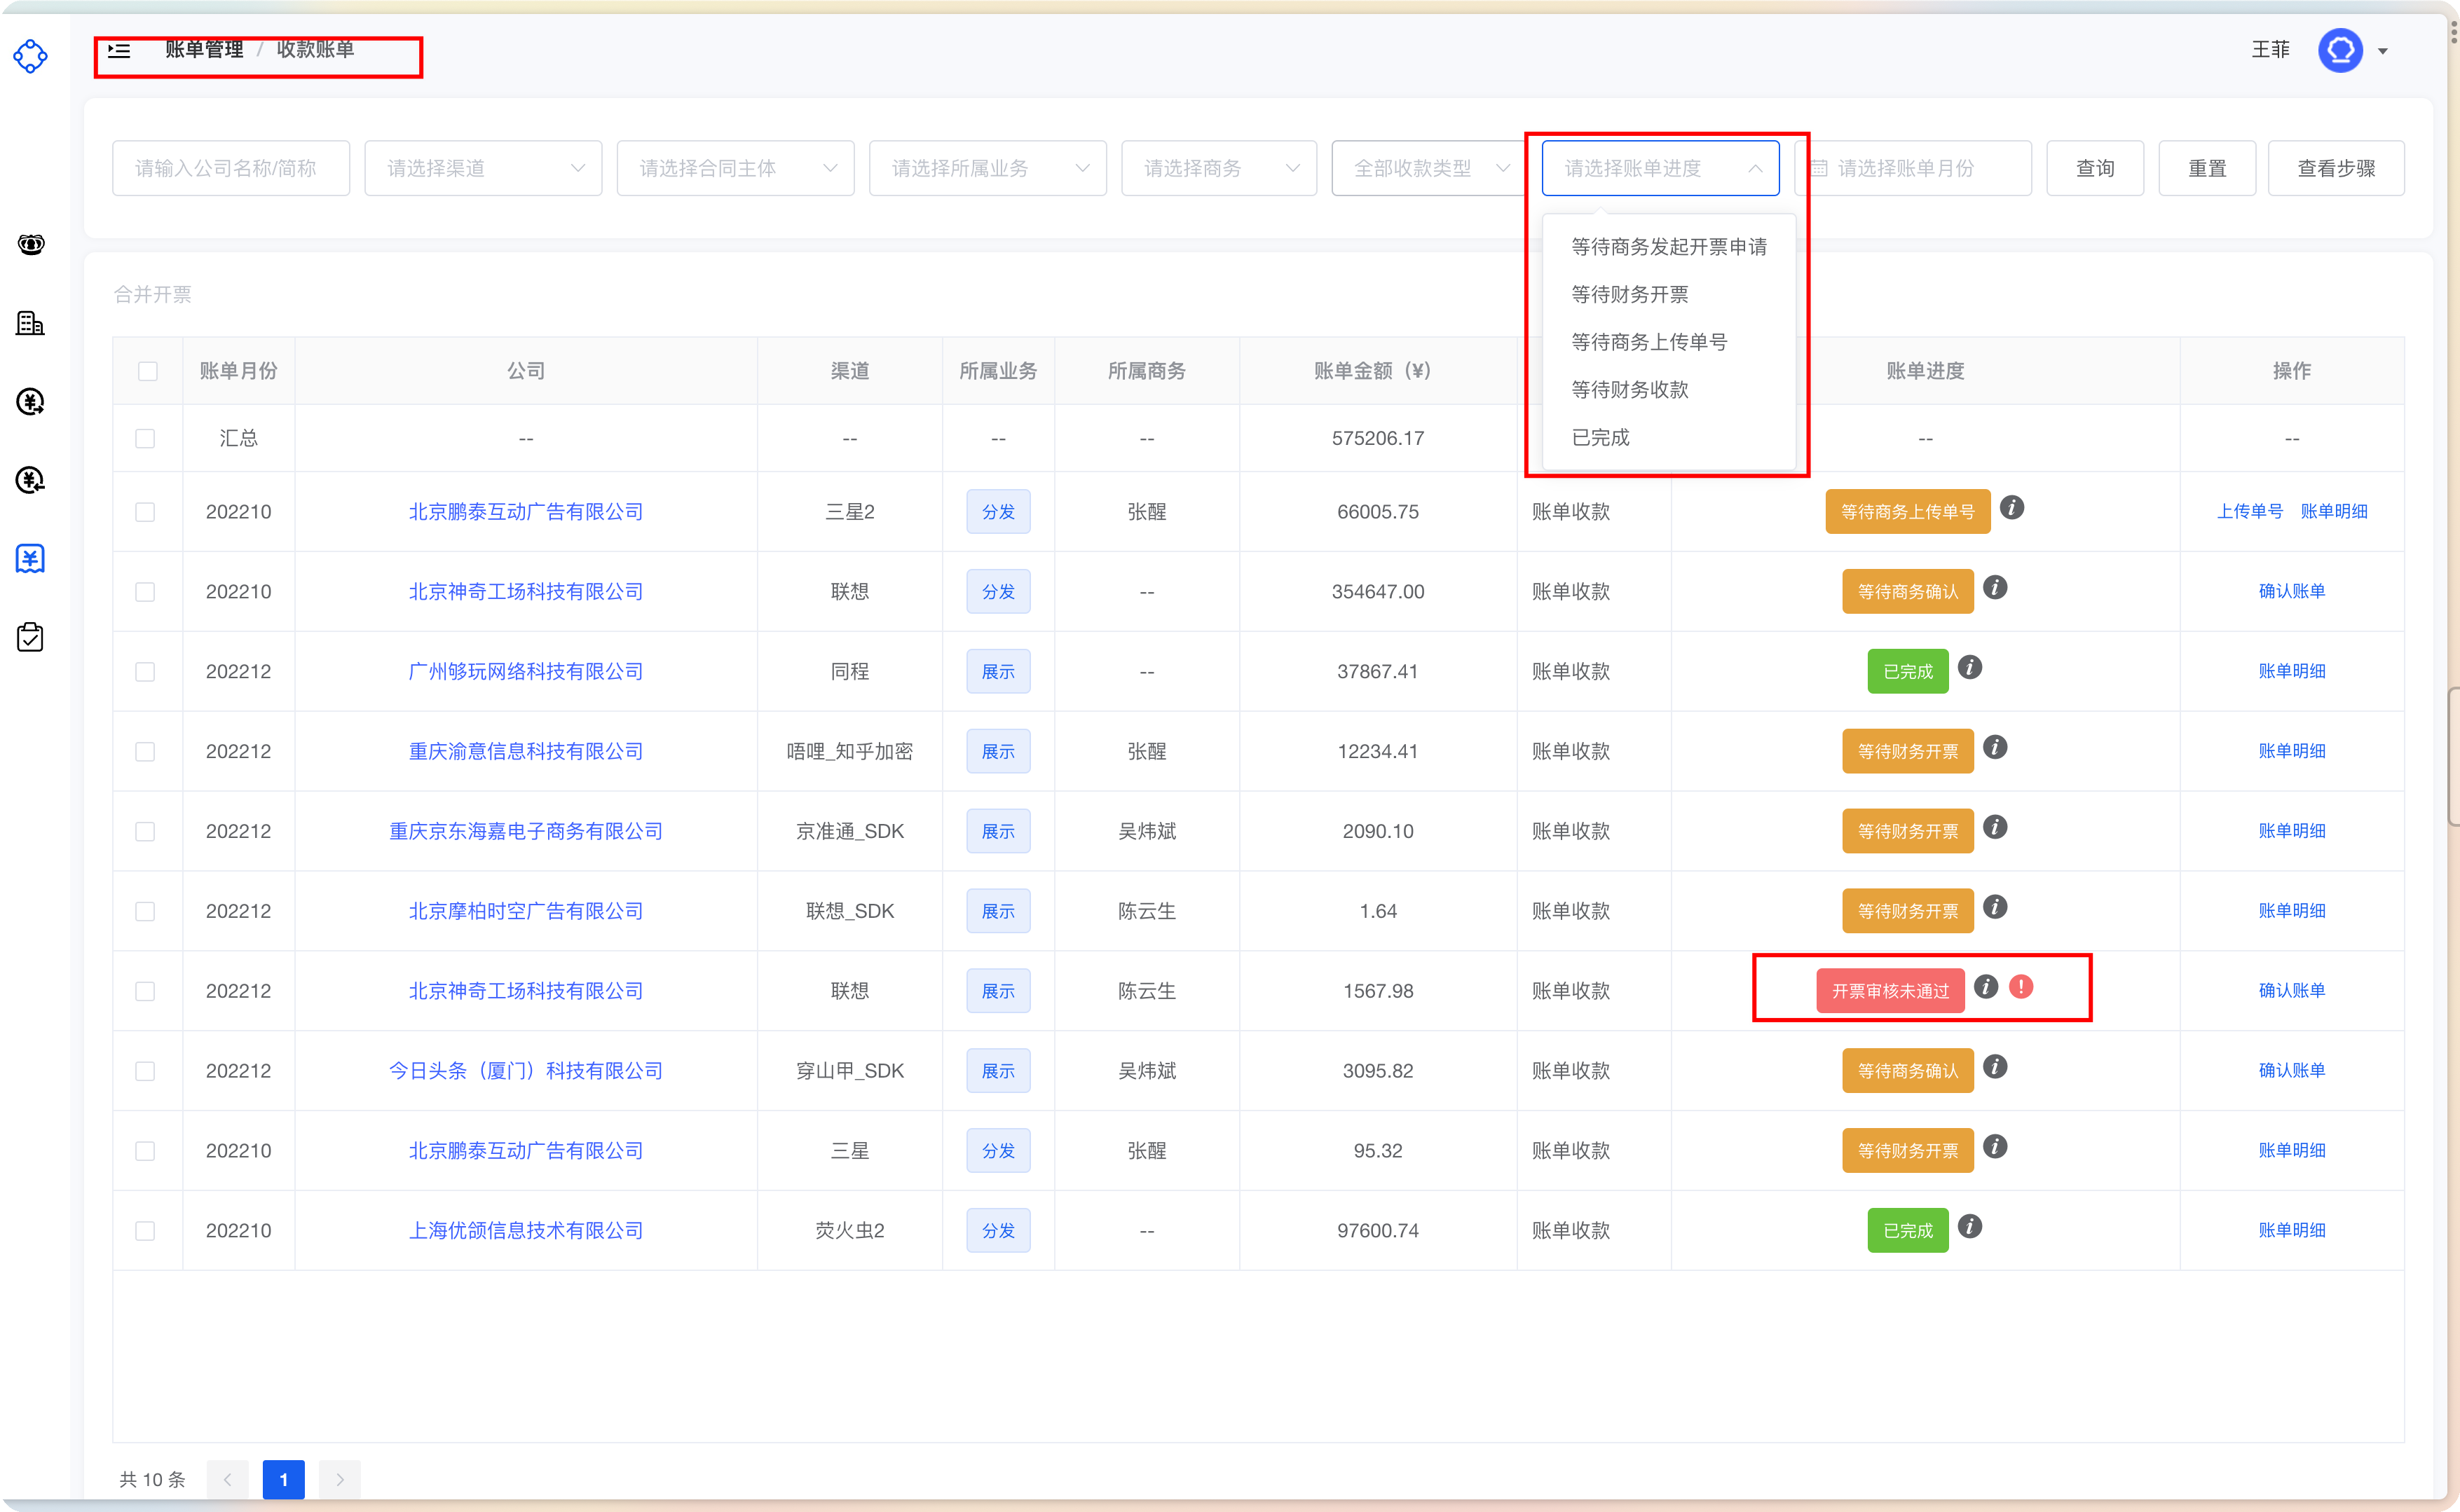 账单管理 / 收款账单
王菲
请输入公司名称/简称 请选择渠道 请选择合同主体 请选择所属业务 请选择商务 全部收款类型 请选择账单进度 请选择账单月份 查询 重置 查看步骤
等待商务发起开票申请
等待财务开票
等待商务上传单号
等待财务收款
已完成
合并开票
账单月份 公司 渠道 所属业务 所属商务 账单金额（¥） 账单进度 操作
汇总 -- -- -- -- 575206.17 -- --
202210 北京鹏泰互动广告有限公司 三星2 分发 张醒 66005.75 账单收款 等待商务上传单号 上传单号 账单明细
202210 北京神奇工场科技有限公司 联想 分发 -- 354647.00 账单收款 等待商务确认 确认账单
202212 广州够玩网络科技有限公司 同程 展示 -- 37867.41 账单收款 已完成 账单明细
202212 重庆渝意信息科技有限公司 唔哩_知乎加密 展示 张醒 12234.41 账单收款 等待财务开票 账单明细
202212 重庆京东海嘉电子商务有限公司 京准通_SDK 展示 吴炜斌 2090.10 账单收款 等待财务开票 账单明细
202212 北京摩柏时空广告有限公司 联想_SDK 展示 陈云生 1.64 账单收款 等待财务开票 账单明细
202212 北京神奇工场科技有限公司 联想 展示 陈云生 1567.98 账单收款 开票审核未通过 确认账单
202212 今日头条（厦门）科技有限公司 穿山甲_SDK 展示 吴炜斌 3095.82 账单收款 等待商务确认 确认账单
202210 北京鹏泰互动广告有限公司 三星 分发 张醒 95.32 账单收款 等待财务开票 账单明细
202210 上海优颌信息技术有限公司 荧火虫2 分发 -- 97600.74 账单收款 已完成 账单明细
共 10 条 1